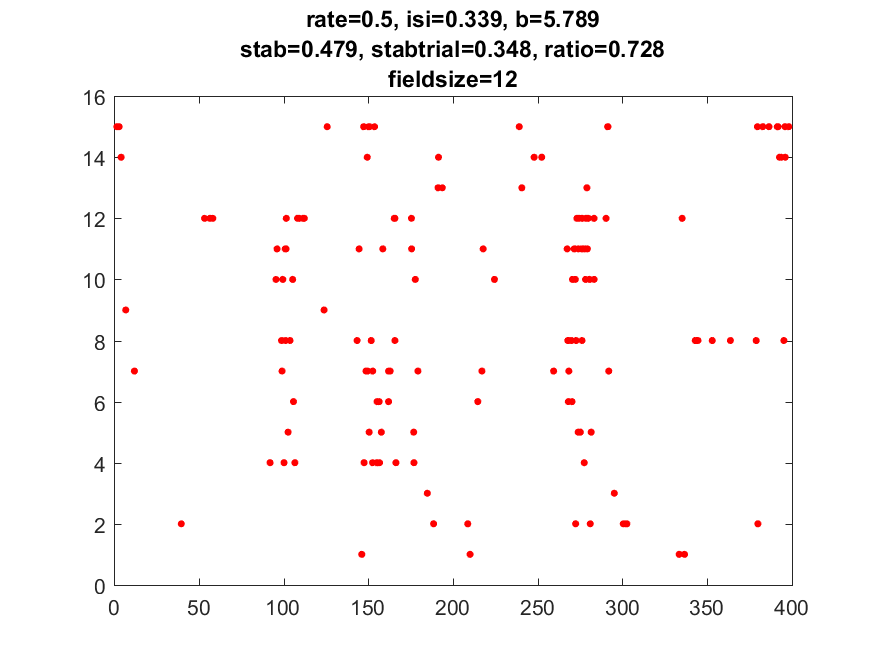 rate=0.5, isi=0.339, b=5.789
stab=0.479, stabtrial=0.348, ratio=0.728
fieldsize=12
16
14
12
10
8
6
4
2
0
0 50 100 150 200 250 300 350 400